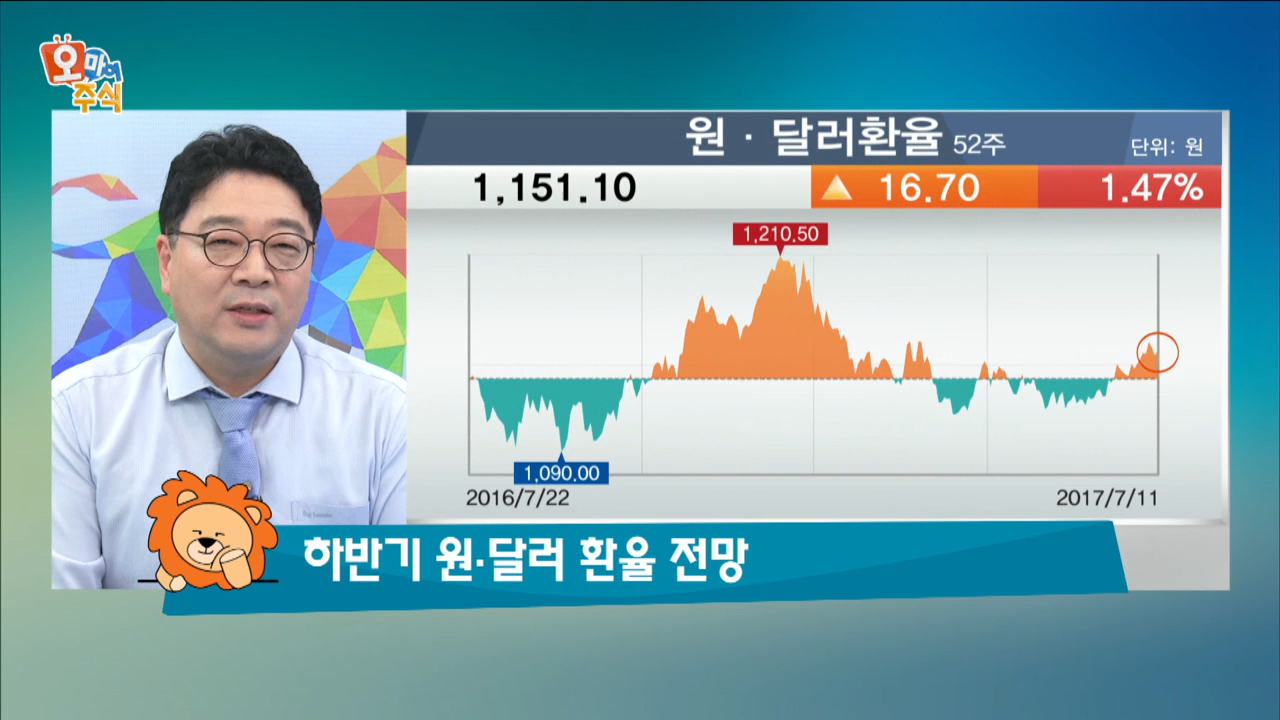 오마이
주식
원 · 달러환율 52주
단위: 원
1,151.10 ▲ 16.70 1.47%
1,210.50
1,090.00
2016/7/22 2017/7/11
하반기 원·달러 환율 전망